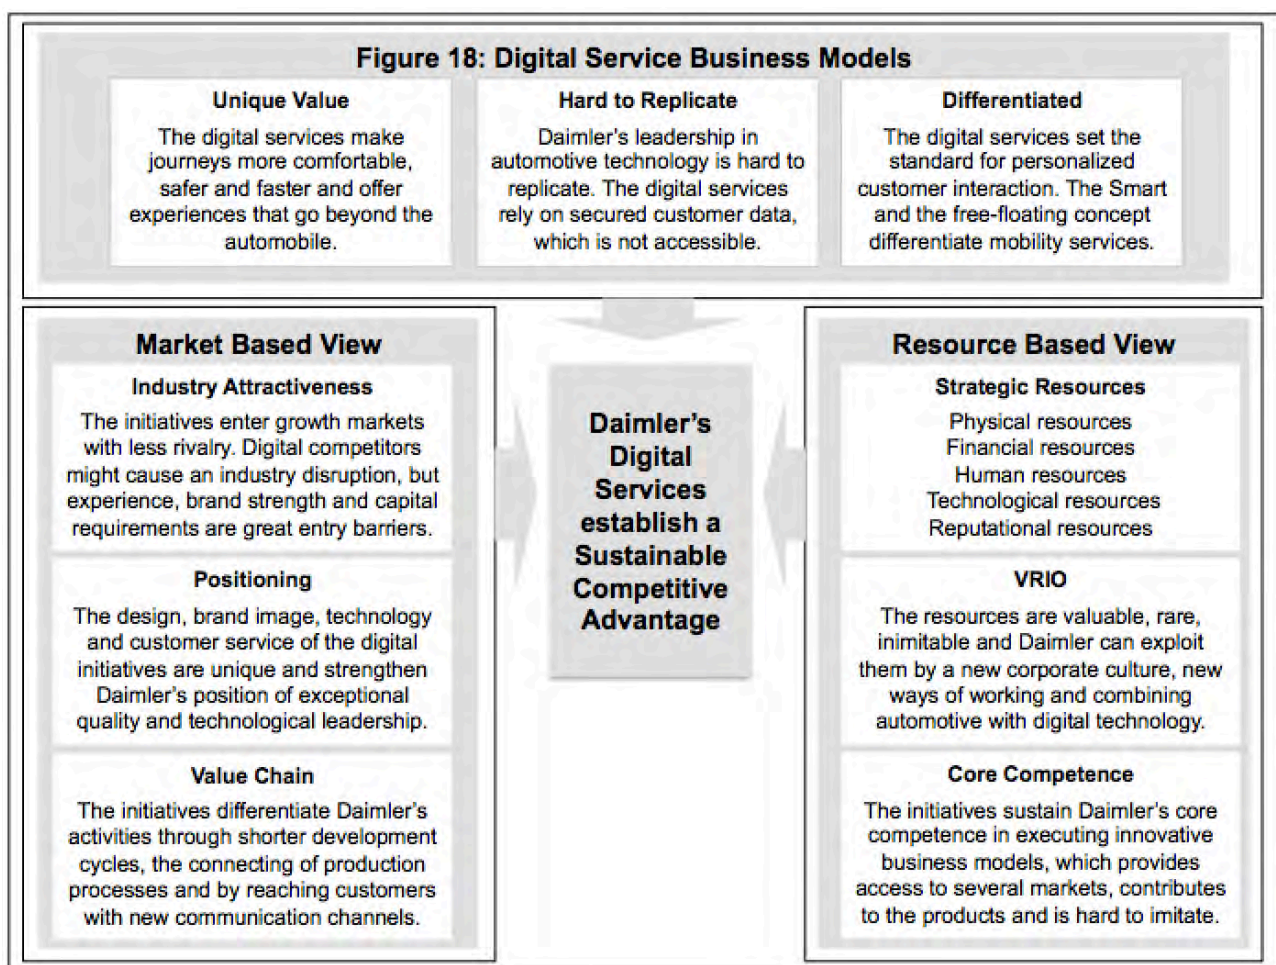 Figure 18: Digital Service Business Models
Unique Value
The digital services make
journeys more comfortable,
safer and faster and offer
experiences that go beyond the
automobile.
Hard to Replicate
Daimler's leadership in
automotive technology is hard to
replicate. The digital services
rely on secured customer data,
which is not accessible.
Differentiated
The digital services set the
standard for personalized
customer interaction. The Smart
and the free-floating concept
differentiate mobility services.
Market Based View
Industry Attractiveness
The initiatives enter growth markets
with less rivalry. Digital competitors
might cause an industry disruption, but
experience, brand strength and capital
requirements are great entry barriers.
Positioning
The design, brand image, technology
and customer service of the digital
initiatives are unique and strengthen
Daimler's position of exceptional
quality and technological leadership.
Value Chain
The initiatives differentiate Daimler's
activities through shorter development
cycles, the connecting of production
processes and by reaching customers
with new communication channels.
Daimler's
Digital
Services
establish a
Sustainable
Competitive
Advantage
Resource Based View
Strategic Resources
Physical resources
Financial resources
Human resources
Technological resources
Reputational resources
VRIO
The resources are valuable, rare,
inimitable and Daimler can exploit
them by a new corporate culture, new
ways of working and combining
automotive with digital technology.
Core Competence
The initiatives sustain Daimler's core
competence in executing innovative
business models, which provides
access to several markets, contributes
to the products and is hard to imitate.